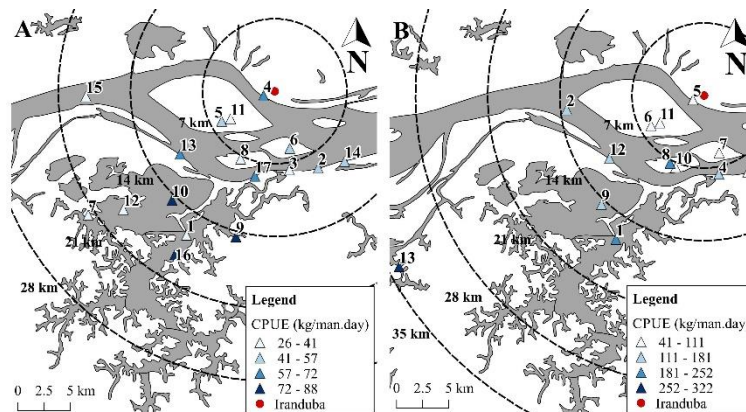 A
N
15
4
5
11
7 km
13
6
8
14
17
3
2
14 km
10
7
12
1
9
21 km
16
28 km
Legend
CPUE (kg/man.day)
26 - 41
41 - 57
57 - 72
72 - 88
Iranduba
0 2.5 5 km
B
N
5
2
6
11
7 km
7
12
8
10
4
14 km
9
1
21 km
13
28 km
35 km
Legend
CPUE (kg/man.day)
41 - 111
111 - 181
181 - 252
252 - 322
Iranduba
0 2.5 5 km